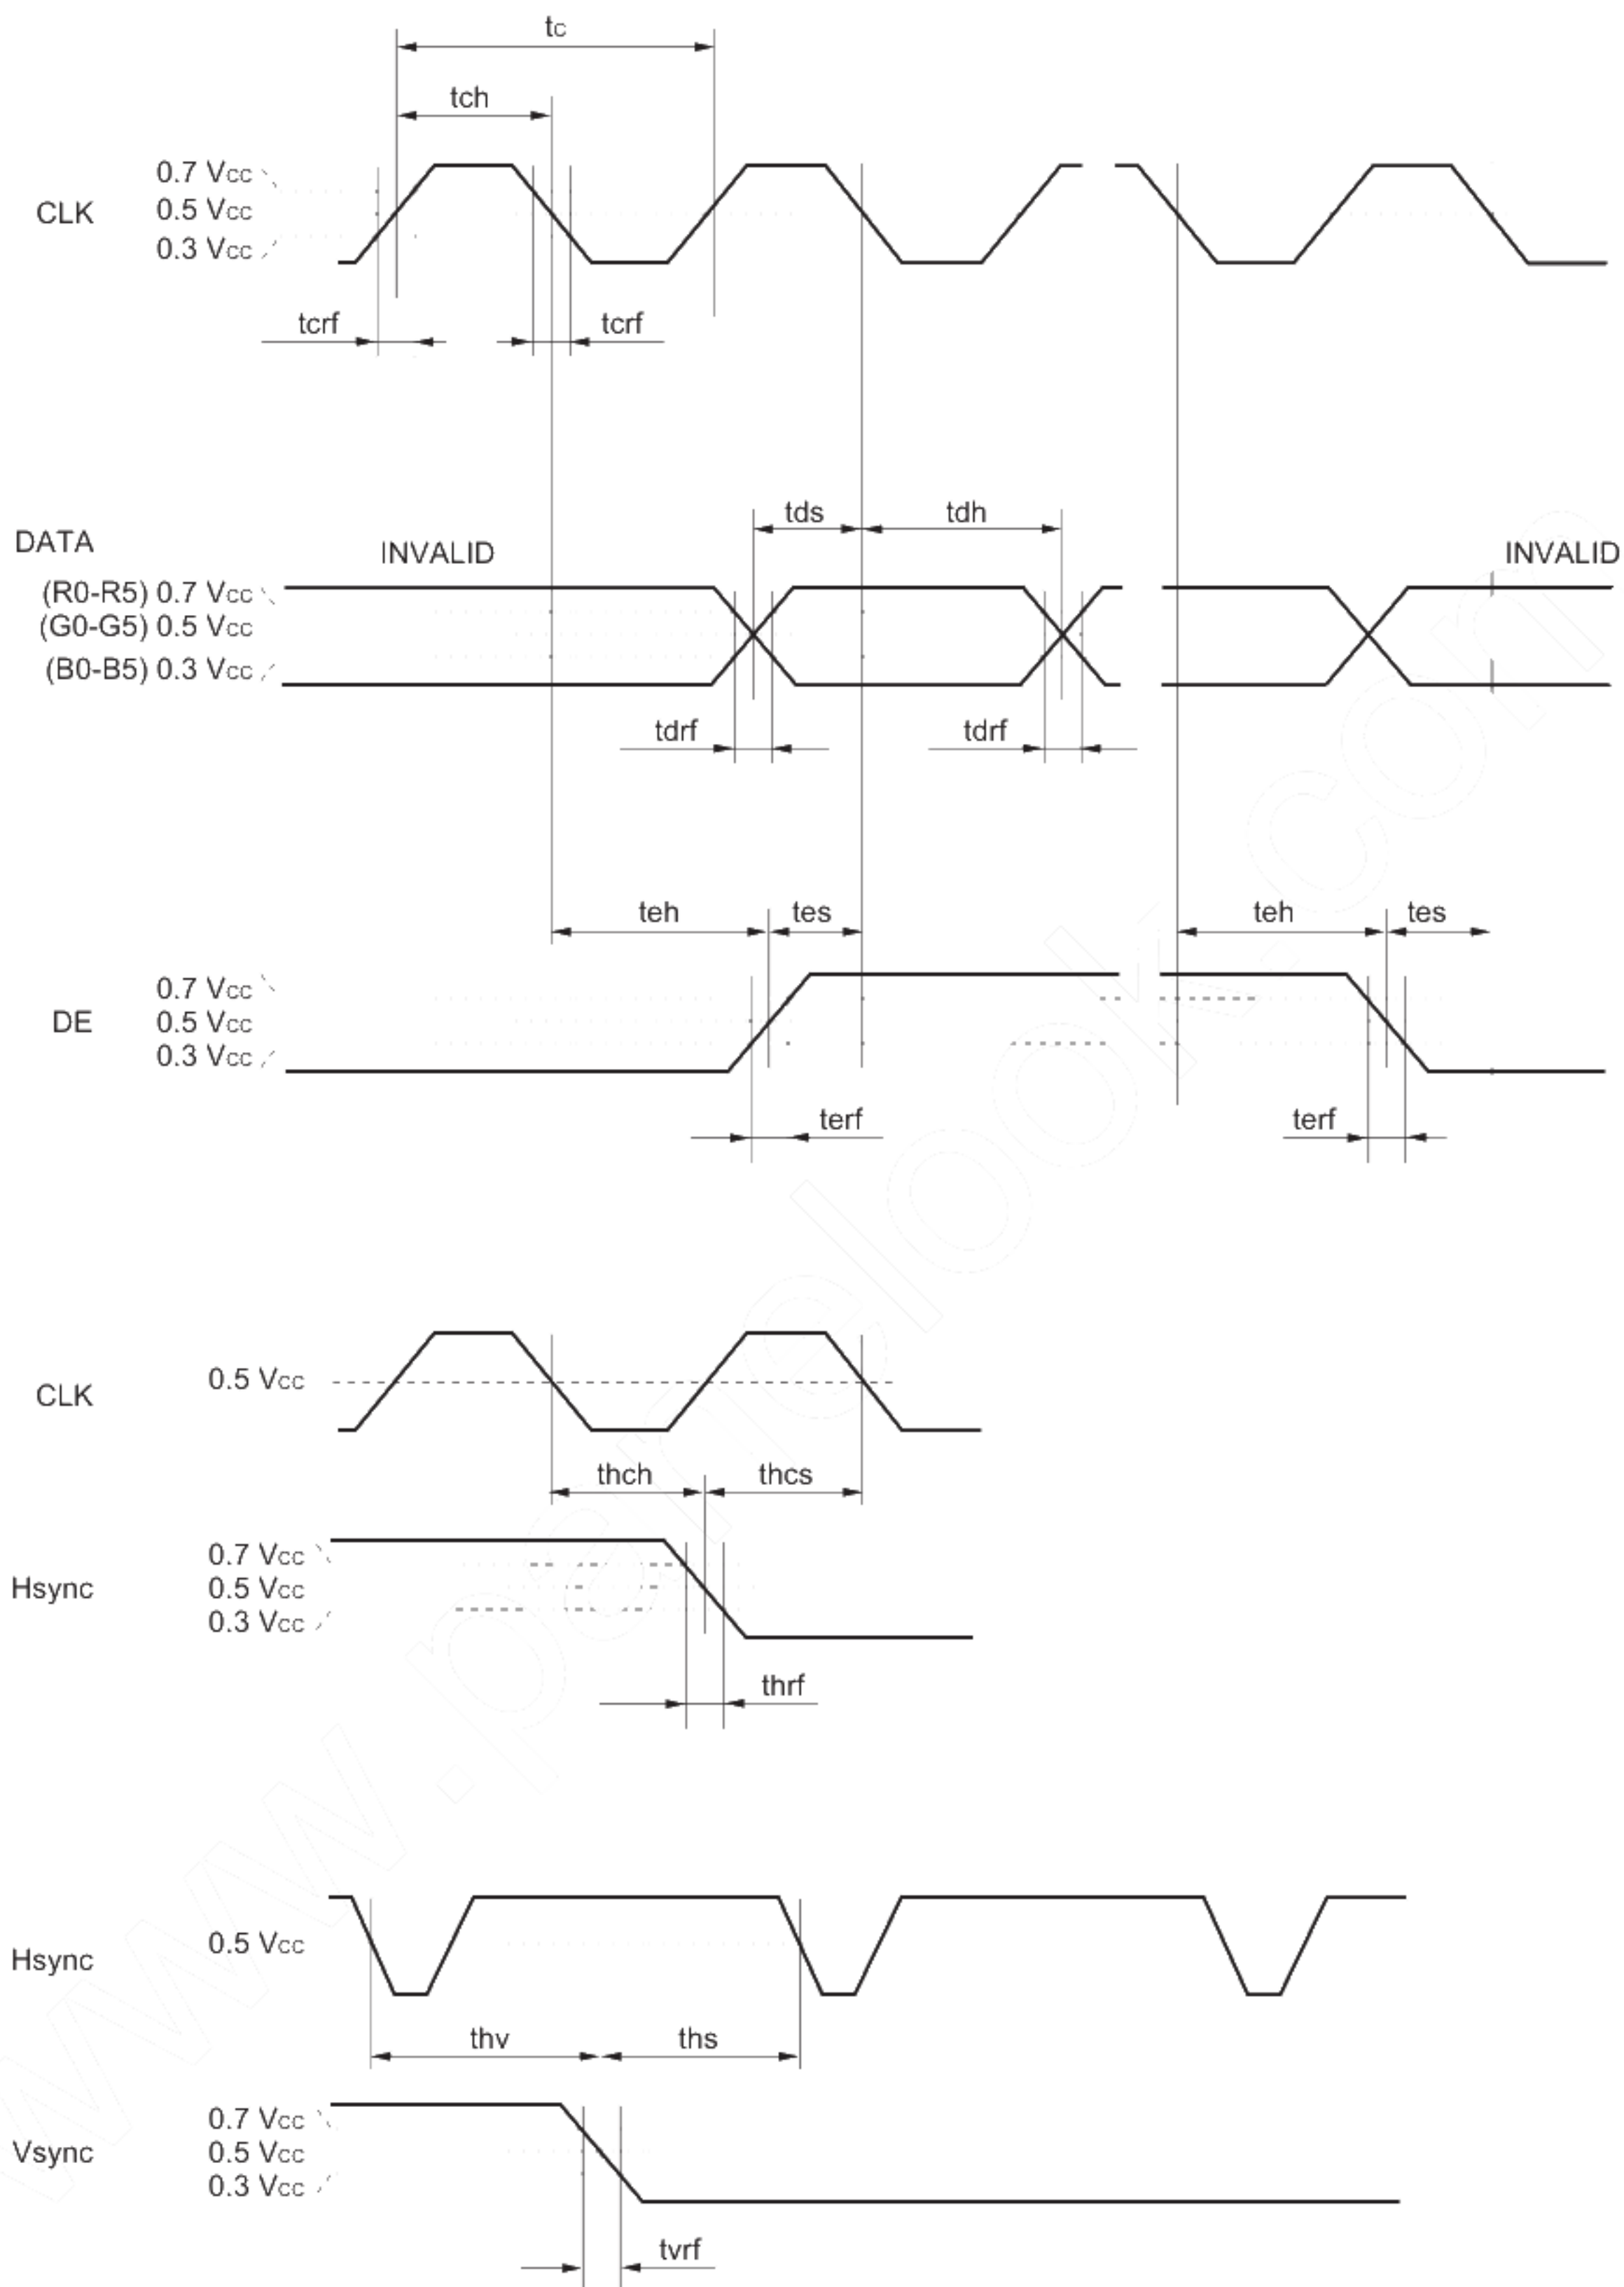 tc
tch
0.7 Vcc
CLK 0.5 Vcc
0.3 Vcc
tcrf tcrf
tds tdh
DATA
INVALID INVALID
(R0-R5) 0.7 Vcc
(G0-G5) 0.5 Vcc
(B0-B5) 0.3 Vcc
tdrf tdrf
teh tes teh tes
0.7 Vcc
DE 0.5 Vcc
0.3 Vcc
terf terf
CLK 0.5 Vcc
thch thcs
0.7 Vcc
Hsync 0.5 Vcc
0.3 Vcc
thrf
Hsync 0.5 Vcc
thv ths
0.7 Vcc
Vsync 0.5 Vcc
0.3 Vcc
tvrf
www.panelook.com